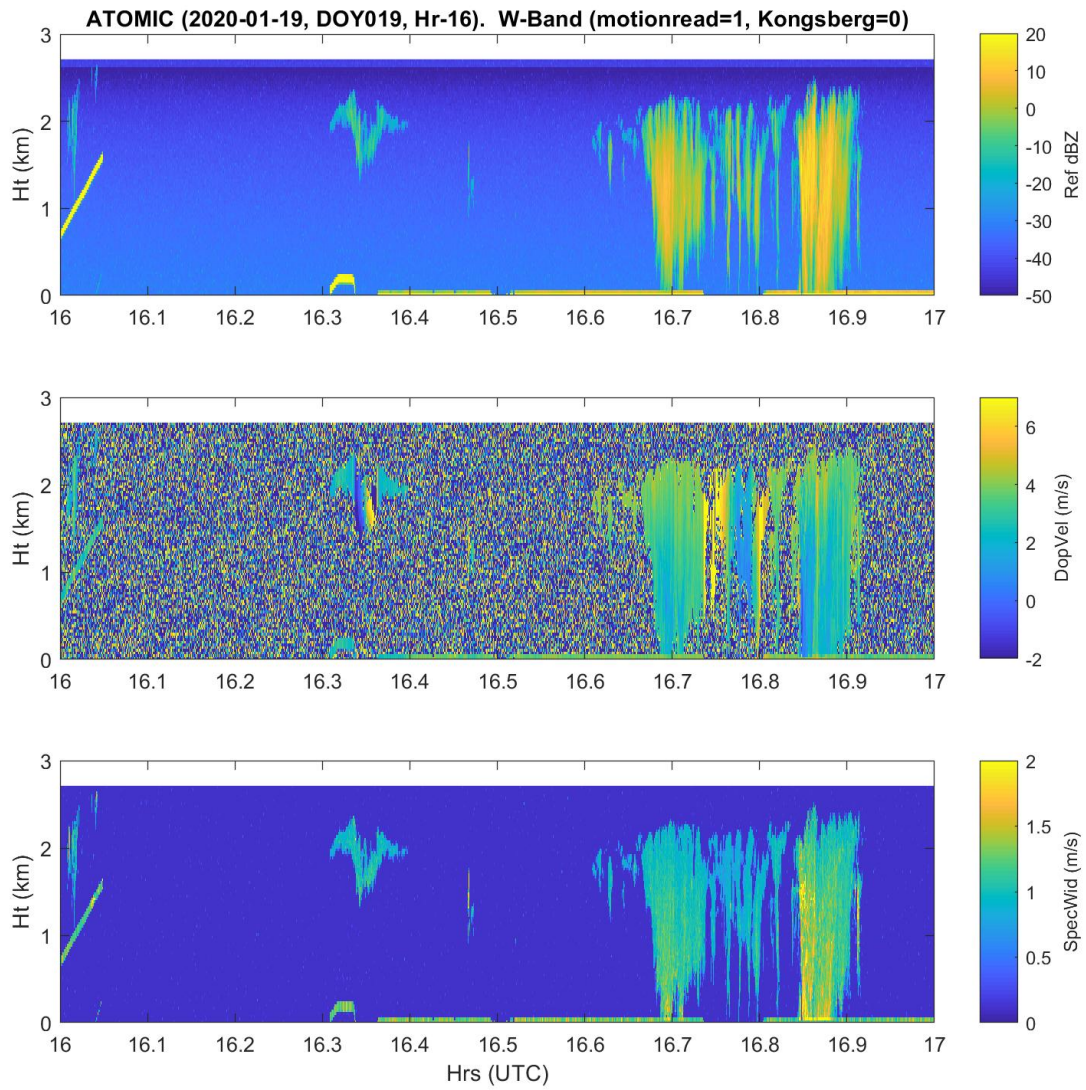 ATOMIC (2020-01-19, DOY019, Hr-16).  W-Band (motionread=1, Kongsberg=0)
3
2
1
0
Ht (km)
16 16.1 16.2 16.3 16.4 16.5 16.6 16.7 16.8 16.9 17
20
10
0
-10
-20
-30
-40
-50
Ref dBZ
3
2
1
0
Ht (km)
16 16.1 16.2 16.3 16.4 16.5 16.6 16.7 16.8 16.9 17
6
4
2
0
-2
DopVel (m/s)
3
2
1
0
Ht (km)
16 16.1 16.2 16.3 16.4 16.5 16.6 16.7 16.8 16.9 17
Hrs (UTC)
2
1.5
1
0.5
0
SpecWid (m/s)